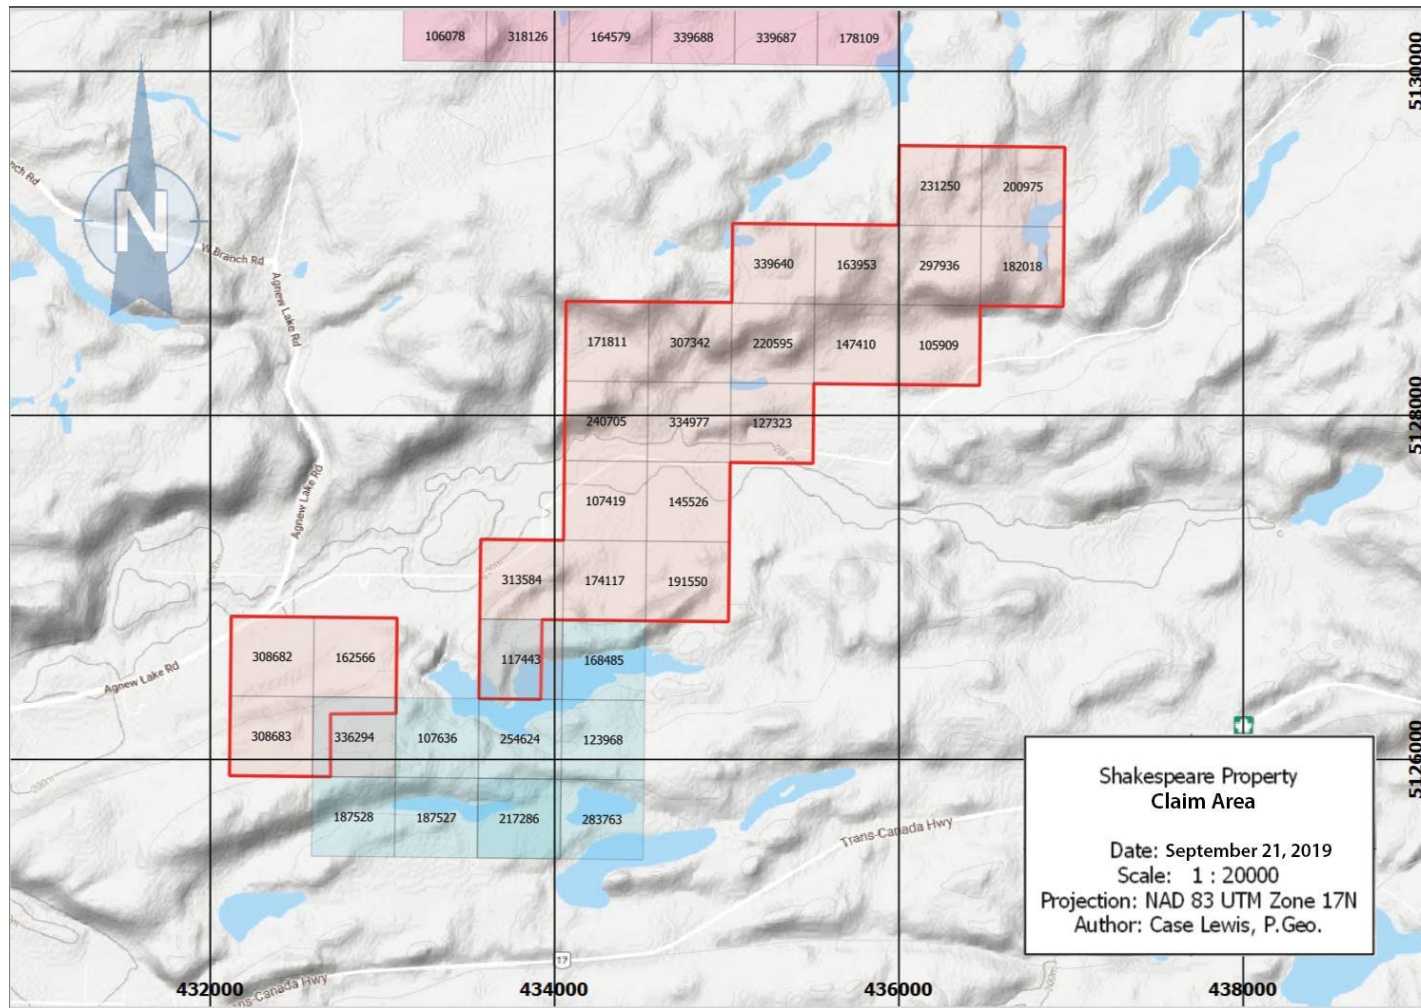 106078 318126 164579 339688 339687 178109
5130000
N
W Branch Rd
Agnew Lake Rd
231250 200975
339640 163953 297936 182018
171811 307342 220595 147410 105909
5128000
240705 334977 127323
Agnew Lake Rd
107419 145526
313584 174117 191550
308682 162566 117443 168485
Agnew Lake Rd
308683 336294 107636 254624 123968
5126000
187528 187527 217286 283763
Trans-Canada Hwy
17
Shakespeare Property
Claim Area
Date: September 21, 2019
Scale: 1 : 20000
Projection: NAD 83 UTM Zone 17N
Author: Case Lewis, P.Geo.
432000 434000 436000 438000